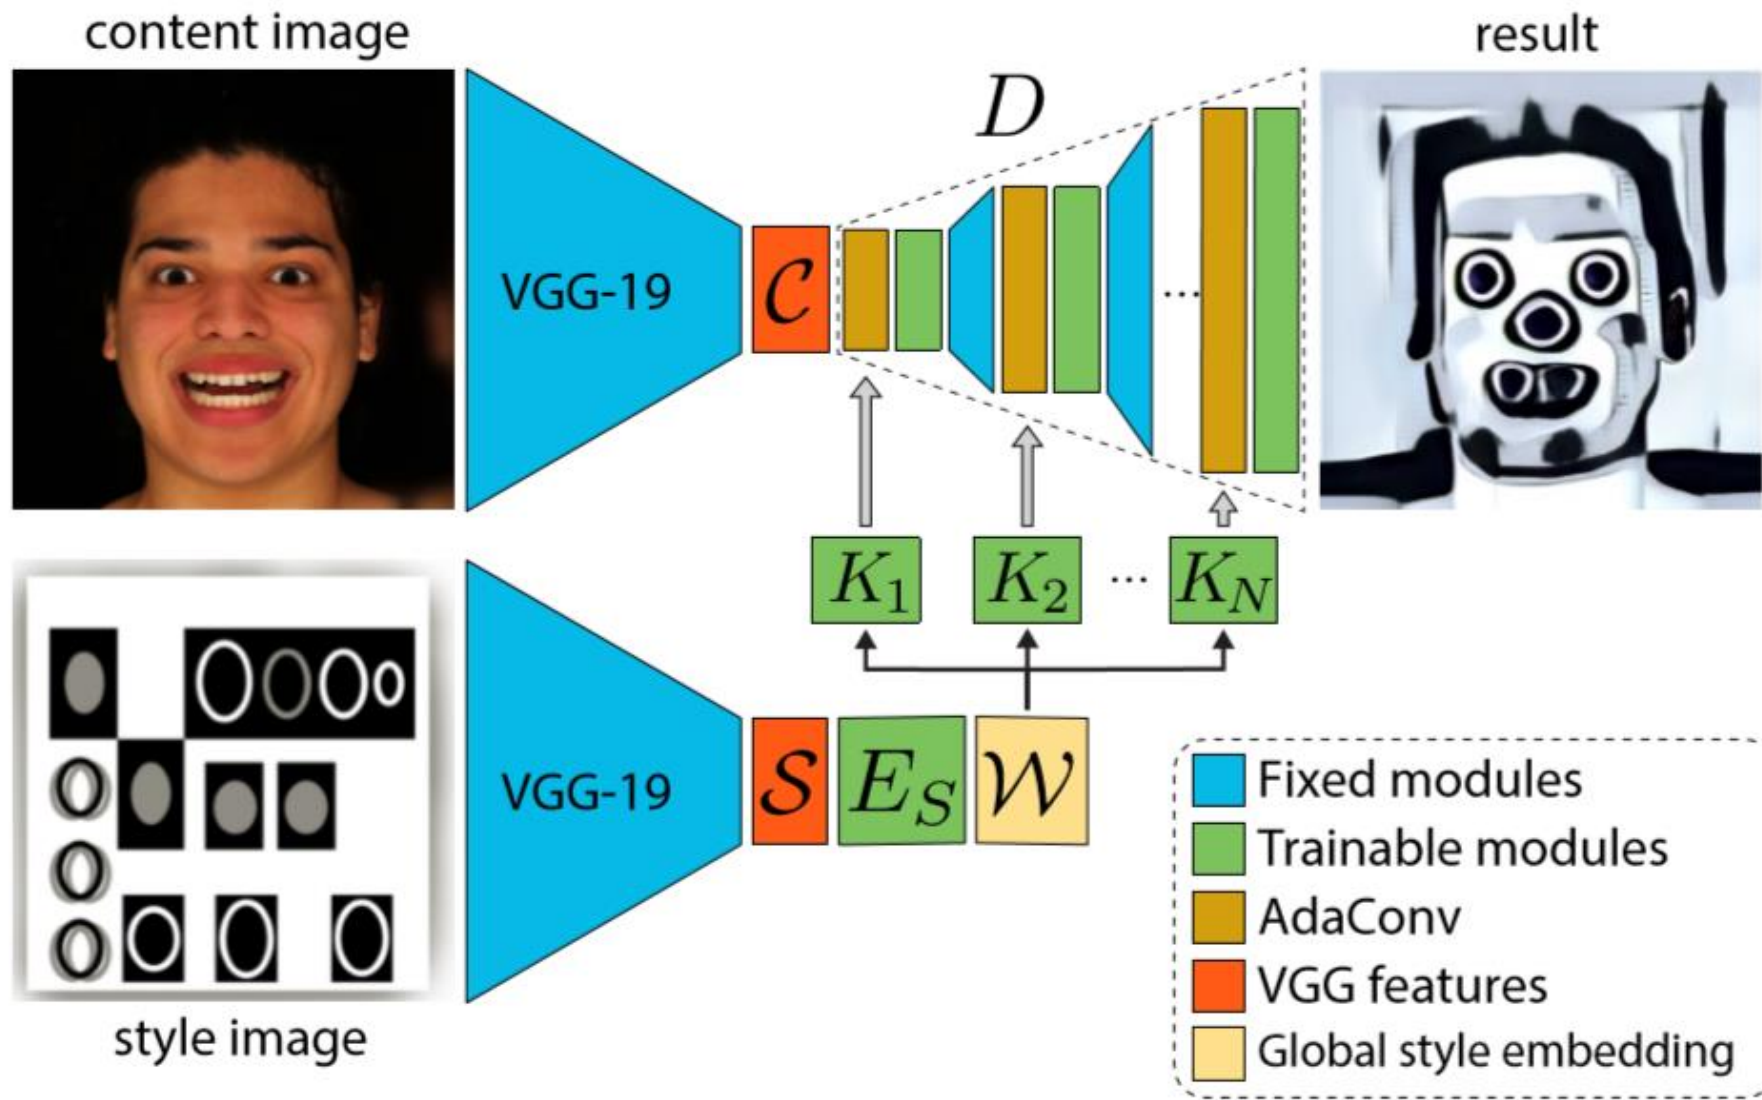 content image
result
D
VGG-19
C
...
K1
K2
...
KN
VGG-19
S
ES
W
style image
Fixed modules
Trainable modules
AdaConv
VGG features
Global style embedding